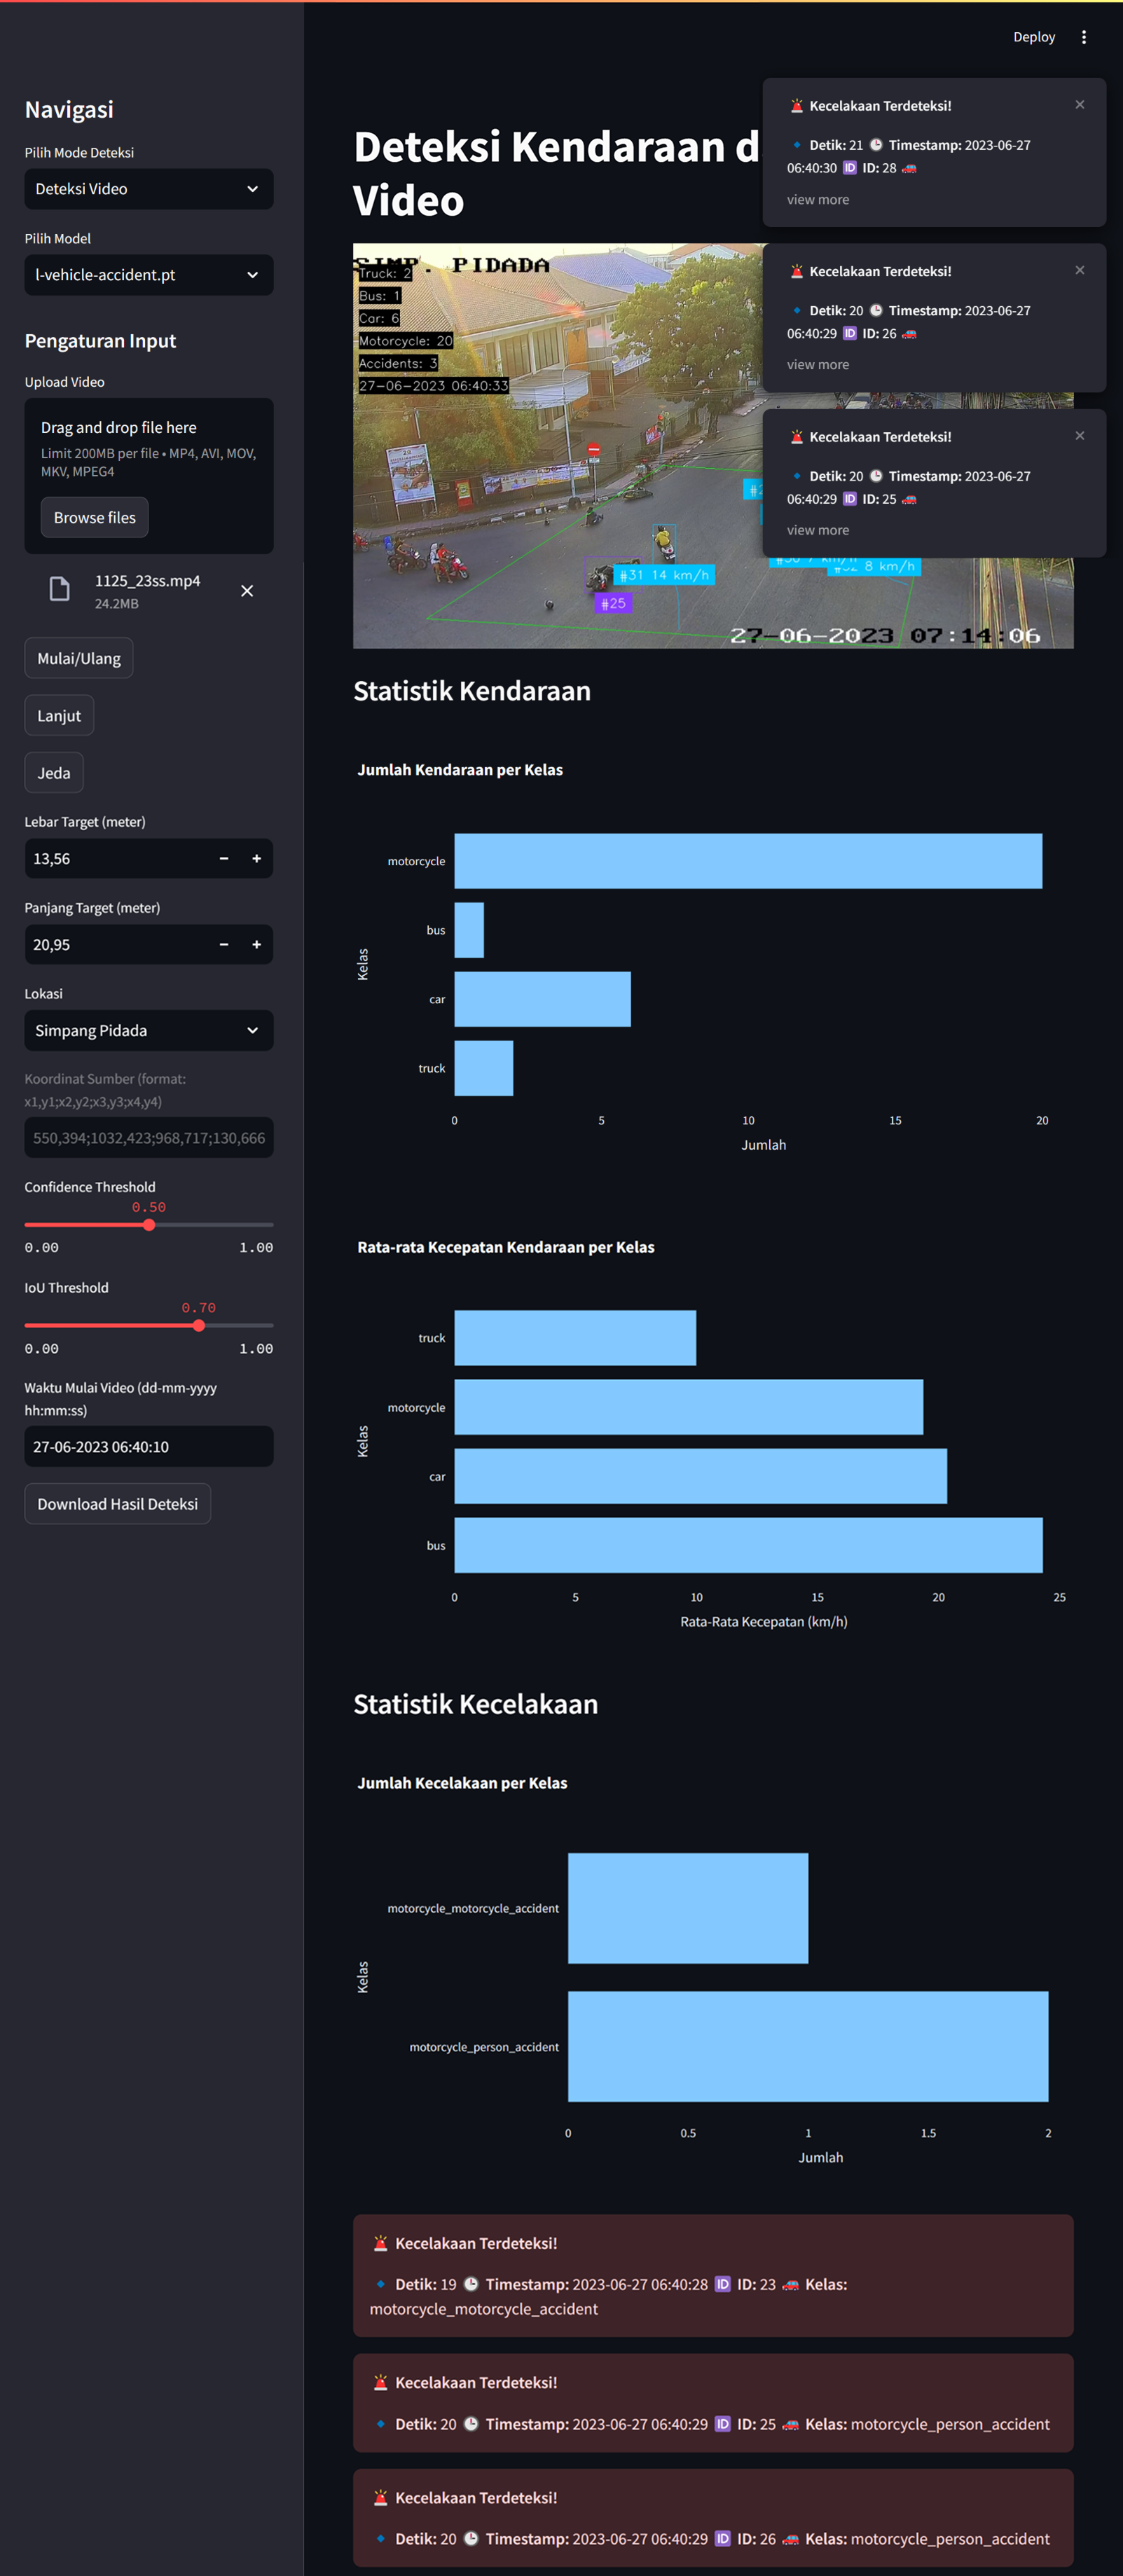 Deploy
Navigasi
Pilih Mode Deteksi
Deteksi Video
Pilih Model
l-vehicle-accident.pt
Pengaturan Input
Upload Video
Drag and drop file here
Limit 200MB per file • MP4, AVI, MOV,
MKV, MPEG4
Browse files
1125_23ss.mp4
24.2MB
Mulai/Ulang
Lanjut
Jeda
Lebar Target (meter)
13,56
Panjang Target (meter)
20,95
Lokasi
Simpang Pidada
Koordinat Sumber (format:
x1,y1;x2,y2;x3,y3;x4,y4)
550,394;1032,423;968,717;130,666
Confidence Threshold
0.50
0.00 1.00
IoU Threshold
0.70
0.00 1.00
Waktu Mulai Video (dd-mm-yyyy
hh:mm:ss)
27-06-2023 06:40:10
Download Hasil Deteksi
Deteksi Kendaraan d
Video
Kecelakaan Terdeteksi!
Detik: 21 Timestamp: 2023-06-27
06:40:30 ID ID: 28
view more
Kecelakaan Terdeteksi!
Detik: 20 Timestamp: 2023-06-27
06:40:29 ID ID: 26
view more
Kecelakaan Terdeteksi!
Detik: 20 Timestamp: 2023-06-27
06:40:29 ID ID: 25
view more
SIMP. PIDADA
Truck: 2
Bus: 1
Car: 6
Motorcycle: 20
Accidents: 3
27-06-2023 06:40:33
#31 14 km/h
8 km/h
#25
27-06-2023 07:14:06
Statistik Kendaraan
Jumlah Kendaraan per Kelas
Kelas
motorcycle
bus
car
truck
0 5 10 15 20
Jumlah
Rata-rata Kecepatan Kendaraan per Kelas
Kelas
truck
motorcycle
car
bus
0 5 10 15 20 25
Rata-Rata Kecepatan (km/h)
Statistik Kecelakaan
Jumlah Kecelakaan per Kelas
Kelas
motorcycle_motorcycle_accident
motorcycle_person_accident
0 0.5 1 1.5 2
Jumlah
Kecelakaan Terdeteksi!
Detik: 19 Timestamp: 2023-06-27 06:40:28 ID ID: 23 Kelas:
motorcycle_motorcycle_accident
Kecelakaan Terdeteksi!
Detik: 20 Timestamp: 2023-06-27 06:40:29 ID ID: 25 Kelas: motorcycle_person_accident
Kecelakaan Terdeteksi!
Detik: 20 Timestamp: 2023-06-27 06:40:29 ID ID: 26 Kelas: motorcycle_person_accident